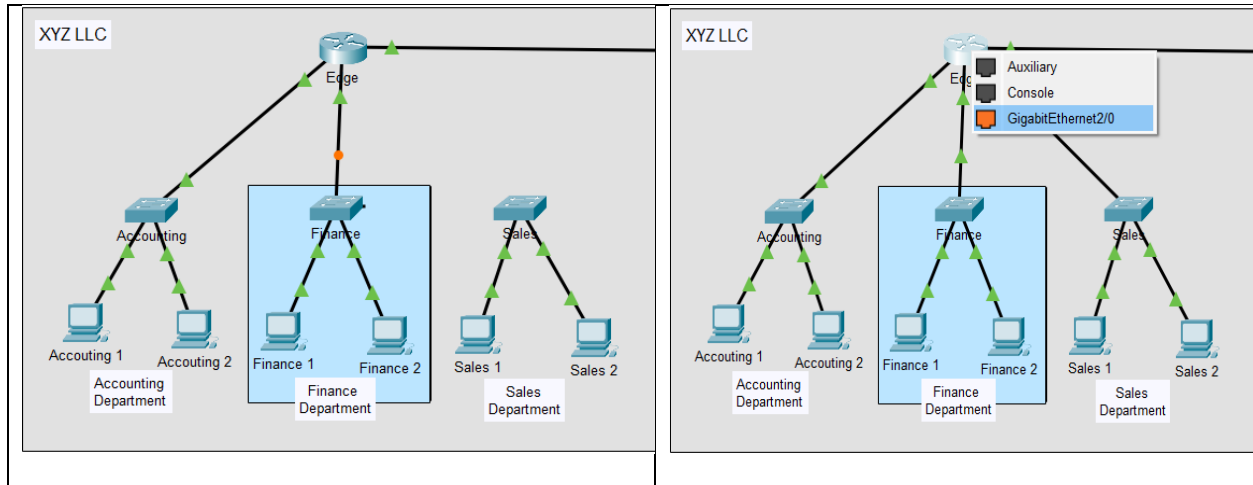 XYZ LLC
Edge
Accounting
Finance
Sales
Accouting 1
Accouting 2
Finance 1
Finance 2
Sales 1
Sales 2
Accounting
Department
Finance
Department
Sales
Department
XYZ LLC
Edg
Auxiliary
Console
GigabitEthernet2/0
Accounting
Finance
Sales
Accouting 1
Accouting 2
Finance 1
Finance 2
Sales 1
Sales 2
Accounting
Department
Finance
Department
Sales
Department